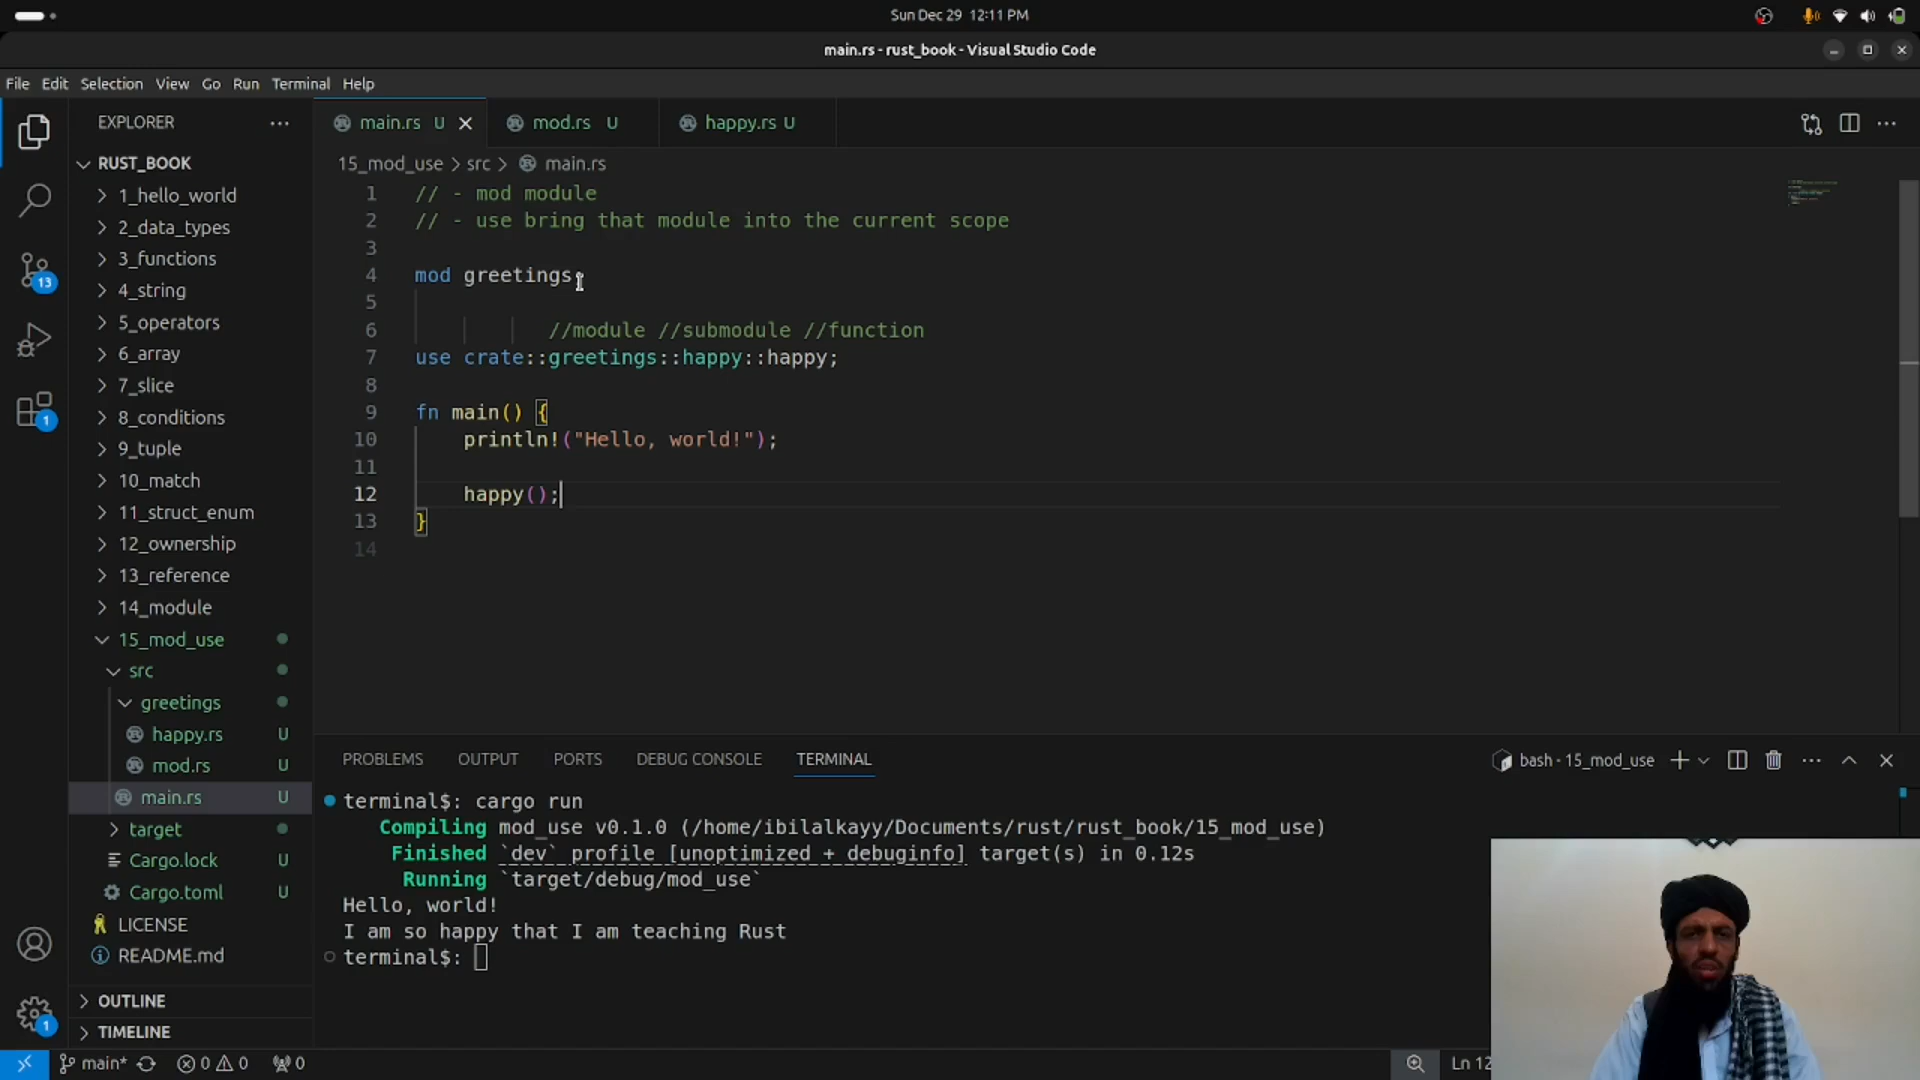 Sun Dec 29 12:11 PM
main.rs - rust_book - Visual Studio Code
File Edit Selection View Go Run Terminal Help
EXPLORER
RUST_BOOK
1_hello_world
2_data_types
3_functions
4_string
5_operators
6_array
7_slice
8_conditions
9_tuple
10_match
11_struct_enum
12_ownership
13_reference
14_module
15_mod_use
src
greetings
happy.rs U
mod.rs U
main.rs U
target
Cargo.lock U
Cargo.toml U
LICENSE
README.md
OUTLINE
TIMELINE
13
1
1
main.rs U
mod.rs U
happy.rs U
15_mod_use > src > main.rs
1 // - mod module
2 // - use bring that module into the current scope
3
4 mod greetings;
5
6 //module //submodule //function
7 use crate::greetings::happy::happy;
8
9 fn main() {
10 println!("Hello, world!");
11
12 happy();
13 }
14
PROBLEMS OUTPUT PORTS DEBUG CONSOLE TERMINAL
bash - 15_mod_use
terminal$: cargo run
Compiling mod_use v0.1.0 (/home/ibilalkayy/Documents/rust/rust_book/15_mod_use)
Finished `dev` profile [unoptimized + debuginfo] target(s) in 0.12s
Running `target/debug/mod_use`
Hello, world!
I am so happy that I am teaching Rust
terminal$:
main* 0 0 0
Ln 12